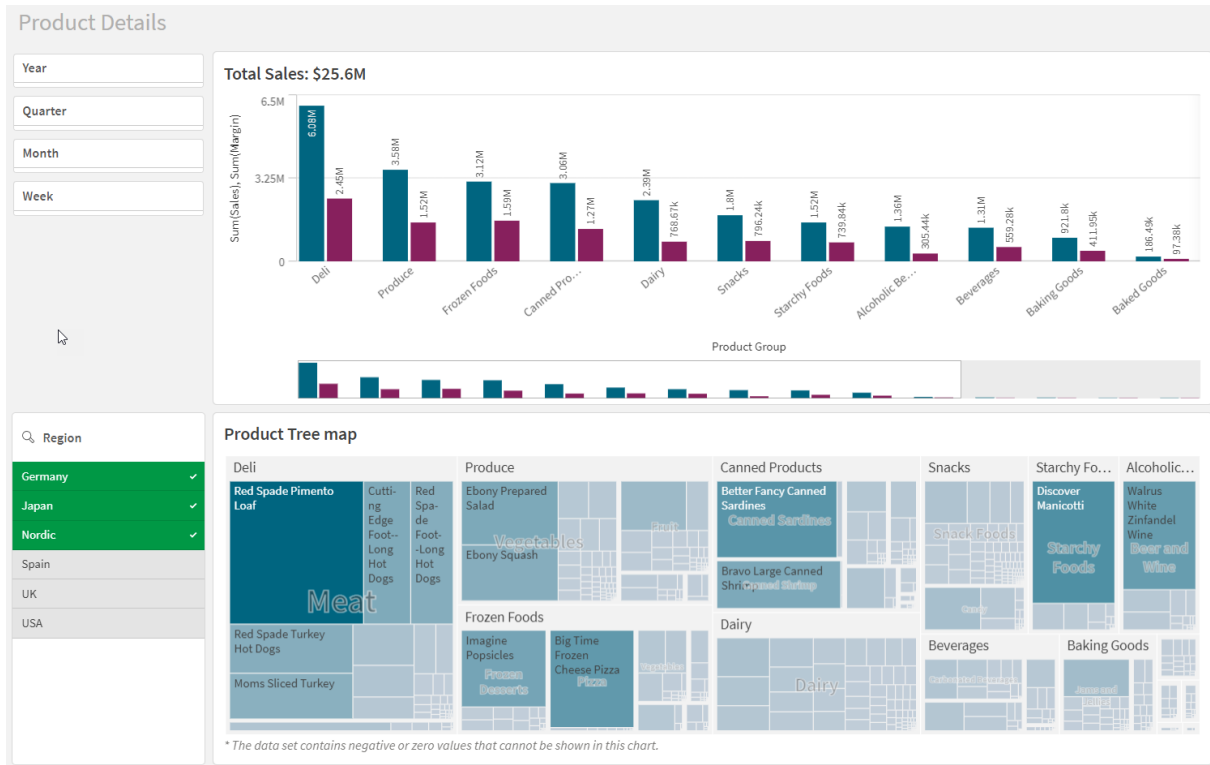 Product Details
Year
Quarter
Month
Week
Total Sales: $25.6M
Sum(Sales), Sum(Margin)
6.5M
3.25M
0
6.08M
2.45M
3.58M
1.52M
3.12M
1.59M
3.06M
1.27M
2.39M
768.67k
1.8M
796.24k
1.52M
739.84k
1.36M
305.44k
1.31M
559.28k
921.8k
411.95k
186.49k
97.38k
Deli
Produce
Frozen Foods
Canned Pro...
Dairy
Snacks
Starchy Foods
Alcoholic Be...
Beverages
Baking Goods
Baked Goods
Product Group
Region
Germany
Japan
Nordic
Spain
UK
USA
Product Tree map
Deli
Red Spade Pimento
Loaf
Cutti-
ng
Edge
Foot--
Long
Hot
Dogs
Red
Spa-
de
Foot-
-Long
Hot
Dogs
Meat
Red Spade Turkey
Hot Dogs
Moms Sliced Turkey
Produce
Ebony Prepared
Salad
Vegetables
Ebony Squash
Fruit
Frozen Foods
Imagine
Popsicles
Frozen
Desserts
Big Time
Frozen
Cheese Pizza
Pizza
Vegetables
Canned Products
Better Fancy Canned
Sardines
Canned Sardines
Bravo Large Canned
Shrimp
Canned Shrimp
Dairy
Dairy
Snacks
Snack Foods
Candy
Starchy Fo...
Discover
Manicotti
Starchy
Foods
Alcoholic...
Walrus
White
Zinfandel
Wine
Beer and
Wine
Beverages
Carbonated Beverages
Baking Goods
Jams and
* The data set contains negative or zero values that cannot be shown in this chart.